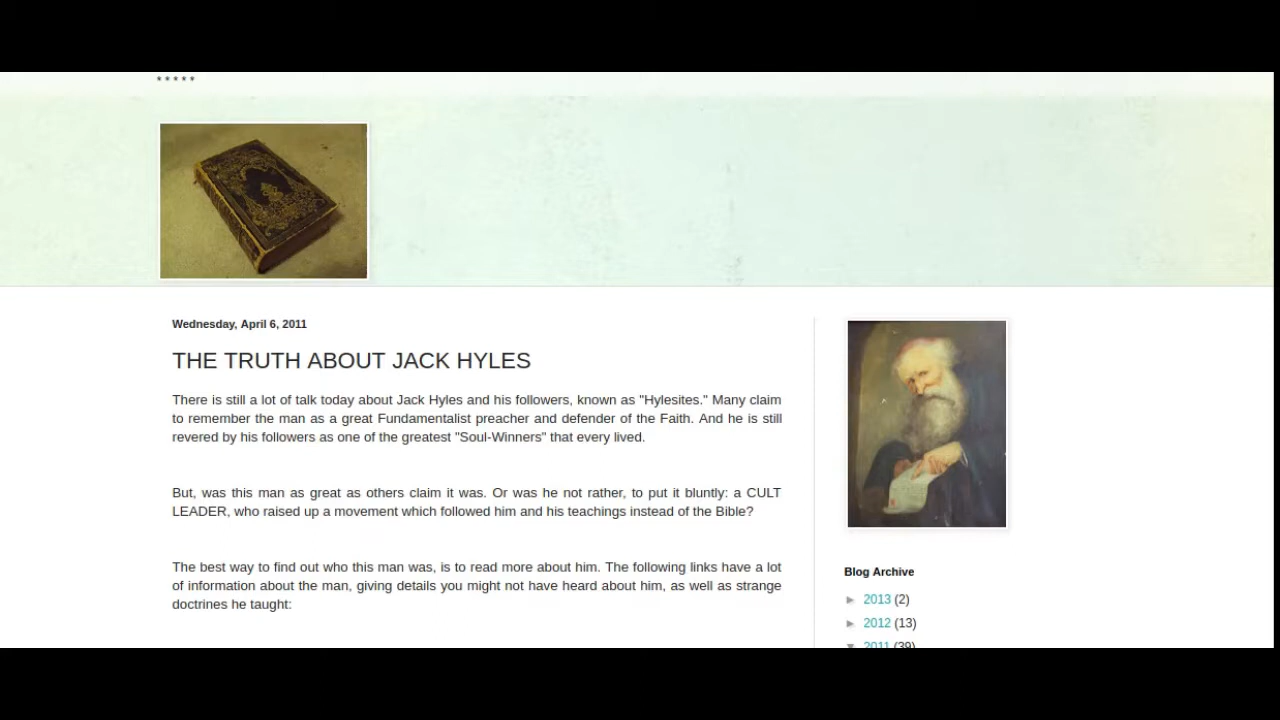 *****
Wednesday, April 6, 2011
THE TRUTH ABOUT JACK HYLES
There is still a lot of talk today about Jack Hyles and his followers, known as "Hylesites." Many claim
to remember the man as a great Fundamentalist preacher and defender of the Faith. And he is still
revered by his followers as one of the greatest "Soul-Winners" that every lived.
But, was this man as great as others claim it was. Or was he not rather, to put it bluntly: a CULT
LEADER, who raised up a movement which followed him and his teachings instead of the Bible?
The best way to find out who this man was, is to read more about him. The following links have a lot
of information about the man, giving details you might not have heard about him, as well as strange
doctrines he taught:
Blog Archive
► 2013 (2)
► 2012 (13)
▼ 2011 (39)